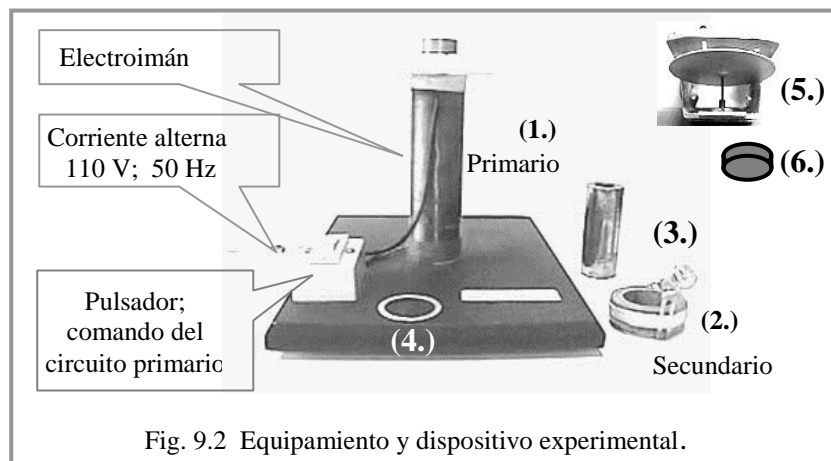 Electroimán
(5.)
Corriente alterna
110 V; 50 Hz
(1.)
Primario
(6.)
(3.)
Pulsador;
comando del
circuito primario
(4.)
(2.)
Secundario
Fig. 9.2 Equipamiento y dispositivo experimental.